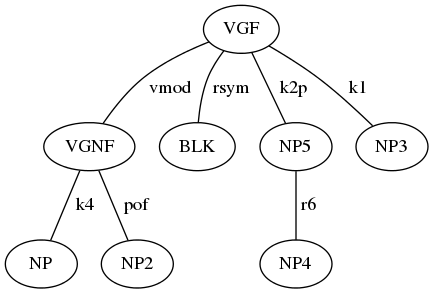 VGF
vmod rsym k2p k1
VGNF BLK NP5 NP3
k4 pof r6
NP NP2 NP4